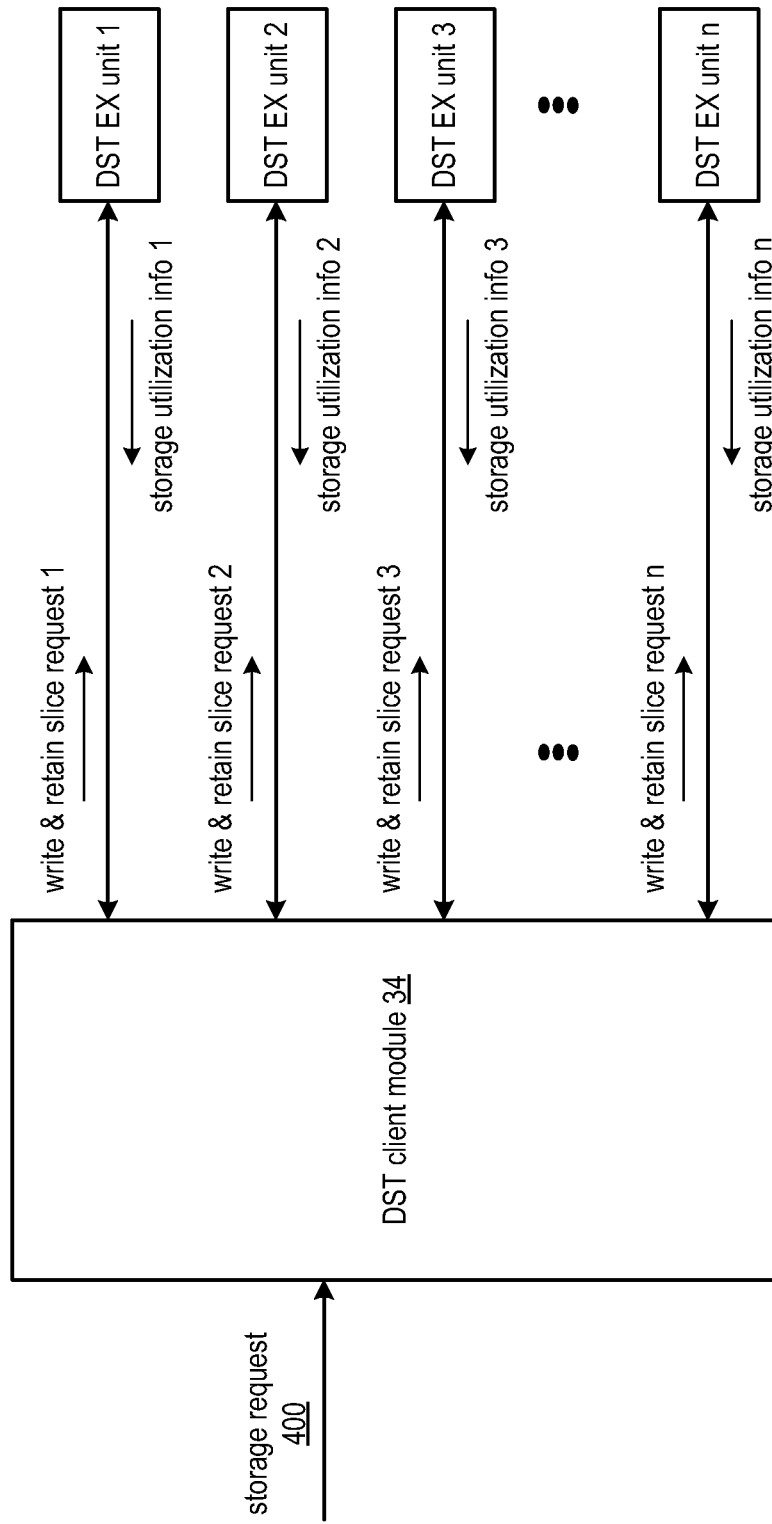 storage request
400
DST client module 34
write & retain slice request 1
storage utilization info 1
DST EX unit 1
write & retain slice request 2
storage utilization info 2
DST EX unit 2
write & retain slice request 3
storage utilization info 3
DST EX unit 3
write & retain slice request n
storage utilization info n
DST EX unit n